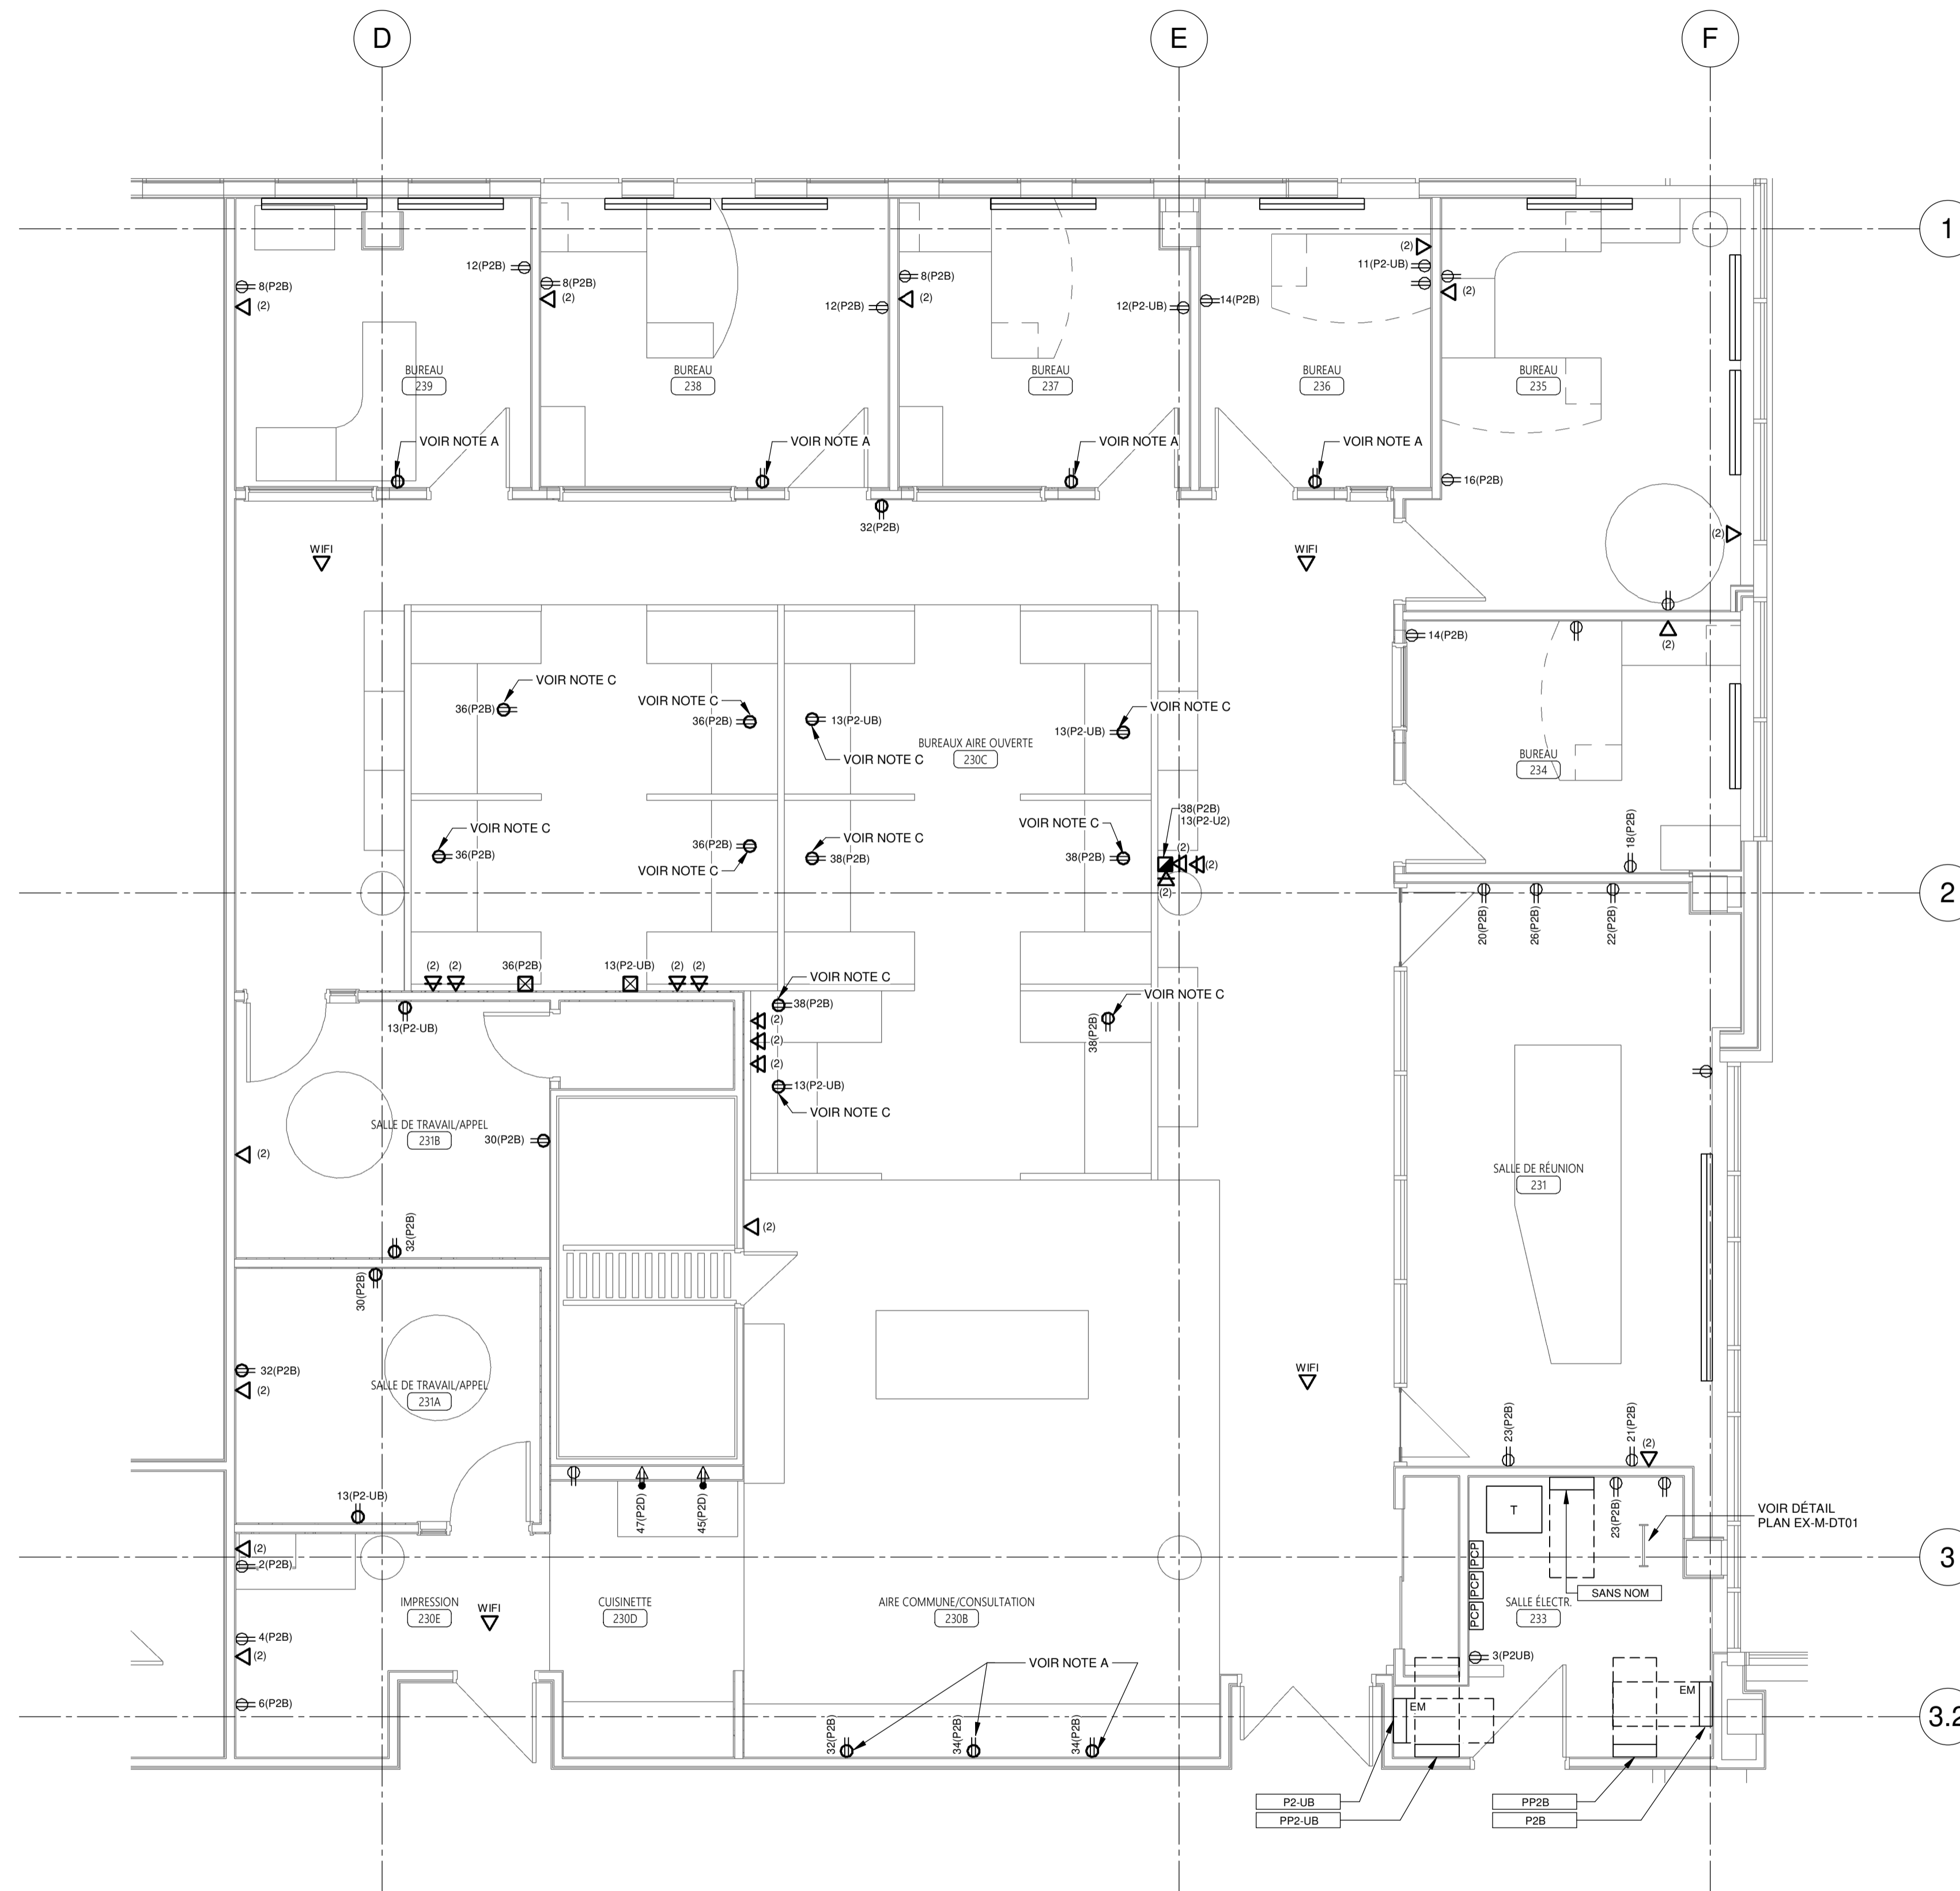 D
E
F
1
12(P2B)
8(P2B)
(2)
8(P2B)
(2)
12(P2B)
8(P2B)
(2)
12(P2-UB)
14(P2B)
(2)
11(P2-UB)
(2)
BUREAU
239
BUREAU
238
BUREAU
237
BUREAU
236
BUREAU
235
VOIR NOTE A
VOIR NOTE A
VOIR NOTE A
VOIR NOTE A
16(P2B)
32(P2B)
(2)
WIFI
WIFI
14(P2B)
(2)
VOIR NOTE C
36(P2B)
VOIR NOTE C
36(P2B)
13(P2-UB)
VOIR NOTE C
VOIR NOTE C
13(P2-UB)
BUREAUX AIRE OUVERTE
230C
BUREAU
234
VOIR NOTE C
36(P2B)
36(P2B)
VOIR NOTE C
VOIR NOTE C
38(P2B)
VOIR NOTE C
38(P2B)
38(P2B)
13(P2-U2)
(2)
(2)
(2)
18(P2B)
2
20(P2B)
26(P2B)
22(P2B)
(2)
(2)
36(P2B)
13(P2-UB)
(2)
(2)
VOIR NOTE C
38(P2B)
(2)
(2)
(2)
13(P2-UB)
VOIR NOTE C
VOIR NOTE C
38(P2B)
13(P2-UB)
SALLE DE TRAVAIL/APPEL
231B
30(P2B)
(2)
SALLE DE RÉUNION
231
32(P2B)
(2)
30(P2B)
32(P2B)
(2)
SALLE DE TRAVAIL/APPEL
231A
WIFI
23(P2B)
21(P2B)
(2)
13(P2-UB)
47(P2D)
45(P2D)
T
23(P2B)
VOIR DÉTAIL
PLAN EX-M-DT01
(2)
2(P2B)
PCP
PCP
PCP
3
SANS NOM
IMPRESSION
230E
WIFI
CUISINETTE
230D
AIRE COMMUNE/CONSULTATION
230B
SALLE ÉLECTR.
233
4(P2B)
(2)
3(P2UB)
VOIR NOTE A
6(P2B)
EM
EM
3.2
32(P2B)
34(P2B)
34(P2B)
P2-UB
PP2-UB
PP2B
P2B